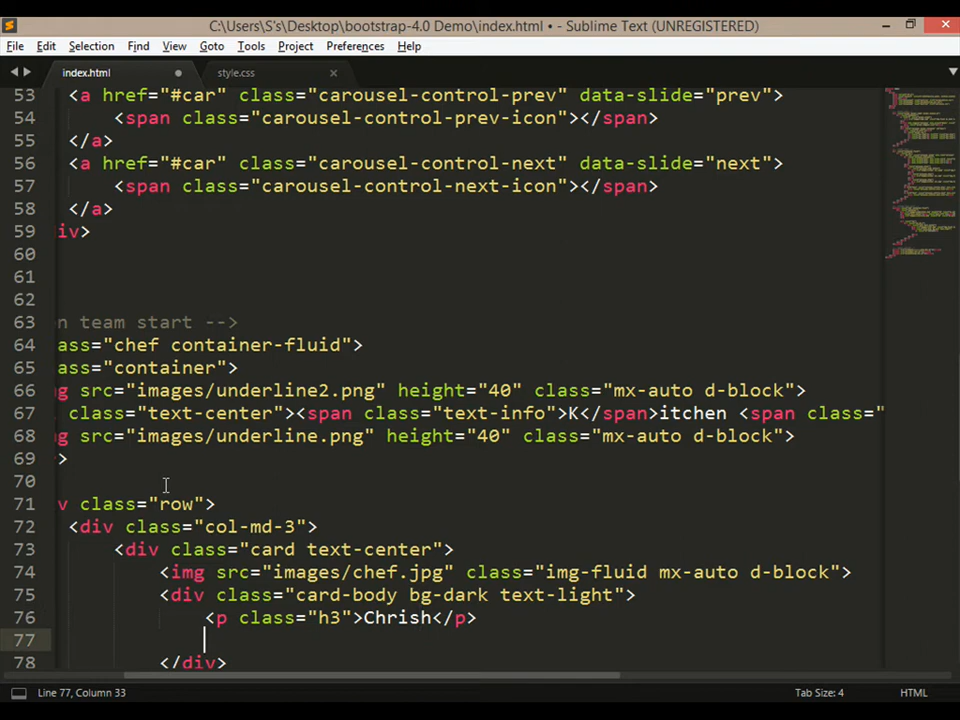 C:\Users\S's\Desktop\bootstrap-4.0 Demo\index.html • - Sublime Text (UNREGISTERED)
File Edit Selection Find View Goto Tools Project Preferences Help
index.html style.css
53 <a href="#car" class="carousel-control-prev" data-slide="prev">
54 <span class="carousel-control-prev-icon"></span>
55 </a>
56 <a href="#car" class="carousel-control-next" data-slide="next">
57 <span class="carousel-control-next-icon"></span>
58 </a>
59 iv>
60
61
62
63 n team start -->
64 ass="chef container-fluid">
65 ass="container">
66 g src="images/underline2.png" height="40" class="mx-auto d-block">
67 class="text-center"><span class="text-info">K</span>itchen <span class="
68 g src="images/underline.png" height="40" class="mx-auto d-block">
69 >
70
71 v class="row">
72 <div class="col-md-3">
73 <div class="card text-center">
74 <img src="images/chef.jpg" class="img-fluid mx-auto d-block">
75 <div class="card-body bg-dark text-light">
76 <p class="h3">Chrish</p>
77
78 </div>
Line 77, Column 33 Tab Size: 4 HTML